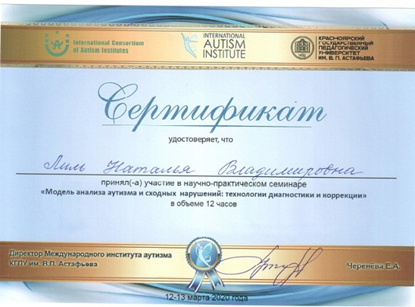 International Consortium
of Autism Institutes
INTERNATIONAL
AUTISM
INSTITUTE
КРАСНОЯРСКИЙ
ГОСУДАРСТВЕННЫЙ
ПЕДАГОГИЧЕСКИЙ
УНИВЕРСИТЕТ
ИМ. В. П. АСТАФЬЕВА
Сертификат
удостоверяет, что
Лиль Наталья Владимировна
принял(-а) участие в научно-практическом семинаре
«Модель анализа аутизма и сходных нарушений: технологии диагностики и коррекции»
в объеме 12 часов
Директор Международного института аутизма
КГПУ им. В.П. Астафьева
Черенёва Е.А.
12-13 марта 2020 года